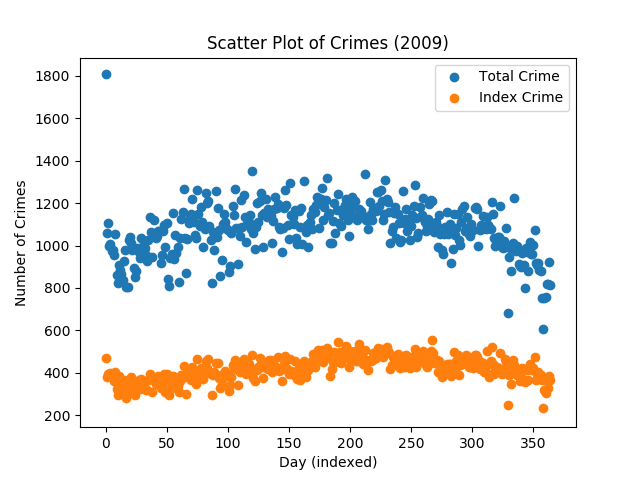 Scatter Plot of Crimes (2009)
Total Crime
Index Crime
Number of Crimes
1800
1600
1400
1200
1000
800
600
400
200
0 50 100 150 200 250 300 350
Day (indexed)